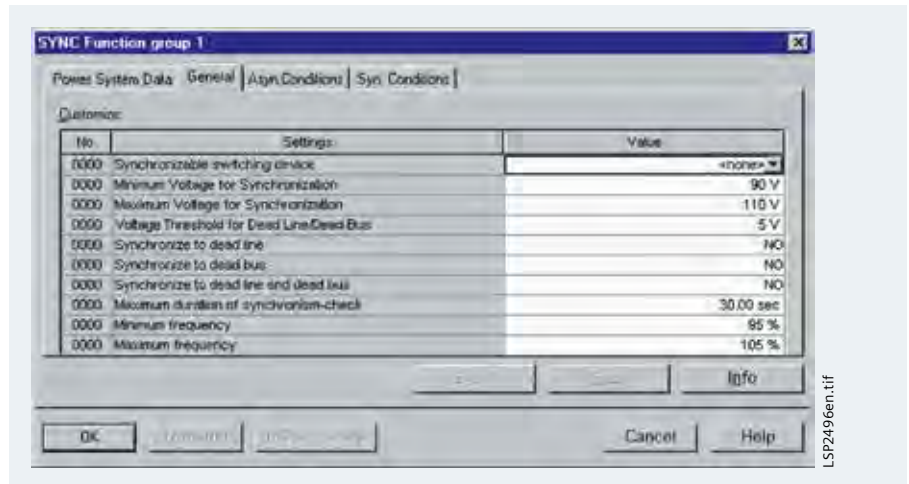 SYNC Function group 1
Power System Data General Asyn.Conditions Syn. Conditions
Customize:
No. Settings Value
0000 Synchronizable switching device <none>
0000 Minimum Voltage for Synchronization 90 V
0000 Maximum Voltage for Synchronization 110 V
0000 Voltage Threshold for Dead Line/Dead Bus 5 V
0000 Synchronize to dead line NO
0000 Synchronize to dead bus NO
0000 Synchronize to dead line and dead bus NO
0000 Maximum duration of synchronism-check 30.00 sec
0000 Minimum frequency 95 %
0000 Maximum frequency 105 %
Info
OK Cancel Help
LSP2496en.tif